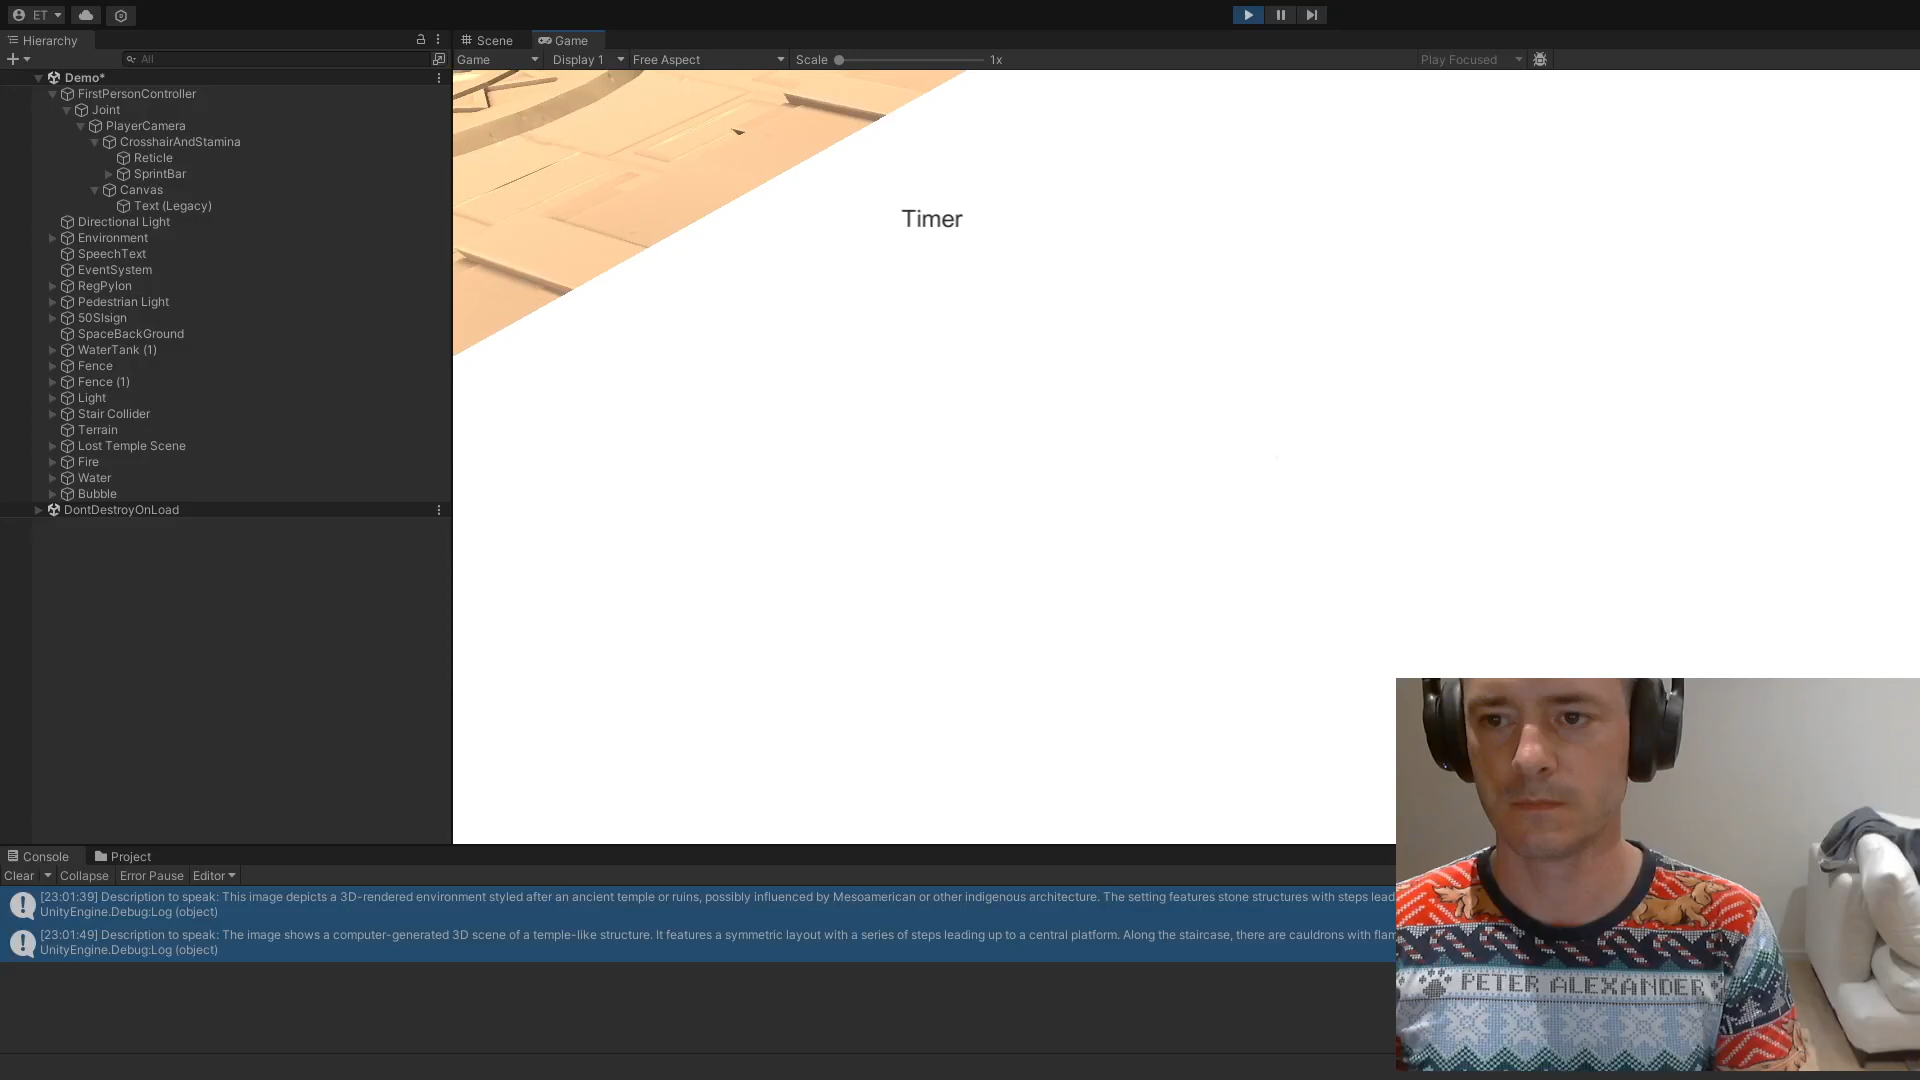 ET
Hierarchy
All
Scene
Game
Game
Display 1
Free Aspect
Scale
1x
Play Focused
Demo*
FirstPersonController
Joint
PlayerCamera
CrosshairAndStamina
Reticle
SprintBar
Canvas
Text (Legacy)
Directional Light
Environment
SpeechText
EventSystem
RegPylon
Pedestrian Light
SpaceBackGround
WaterTank (1)
Fence
Fence (1)
Light
Stair Collider
Terrain
Lost Temple Scene
Fire
Water
Bubble
DontDestroyOnLoad
Timer
Console
Project
Clear
Collapse
Error Pause
Editor
[23:01:39] Description to speak: This image depicts a 3D-rendered environment styled after an ancient temple or ruins, possibly influenced by Mesoamerican or other indigenous architecture. The setting features stone structures with steps lead
UnityEngine.Debug:Log (object)
[23:01:49] Description to speak: The image shows a computer-generated 3D scene of a temple-like structure. It features a symmetric layout with a series of steps leading up to a central platform. Along the staircase, there are cauldrons with flam
UnityEngine.Debug:Log (object)
PETER ALEXANDER